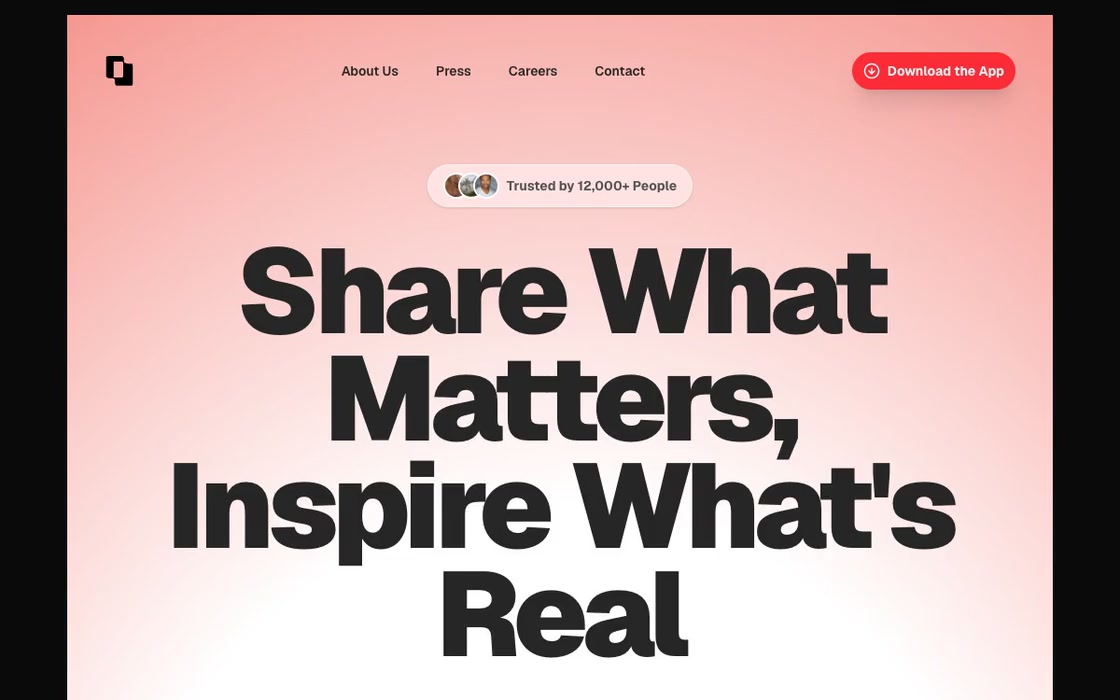 About Us
Press
Careers
Contact
Download the App
Trusted by 12,000+ People
Share What
Matters,
Inspire What's
Real